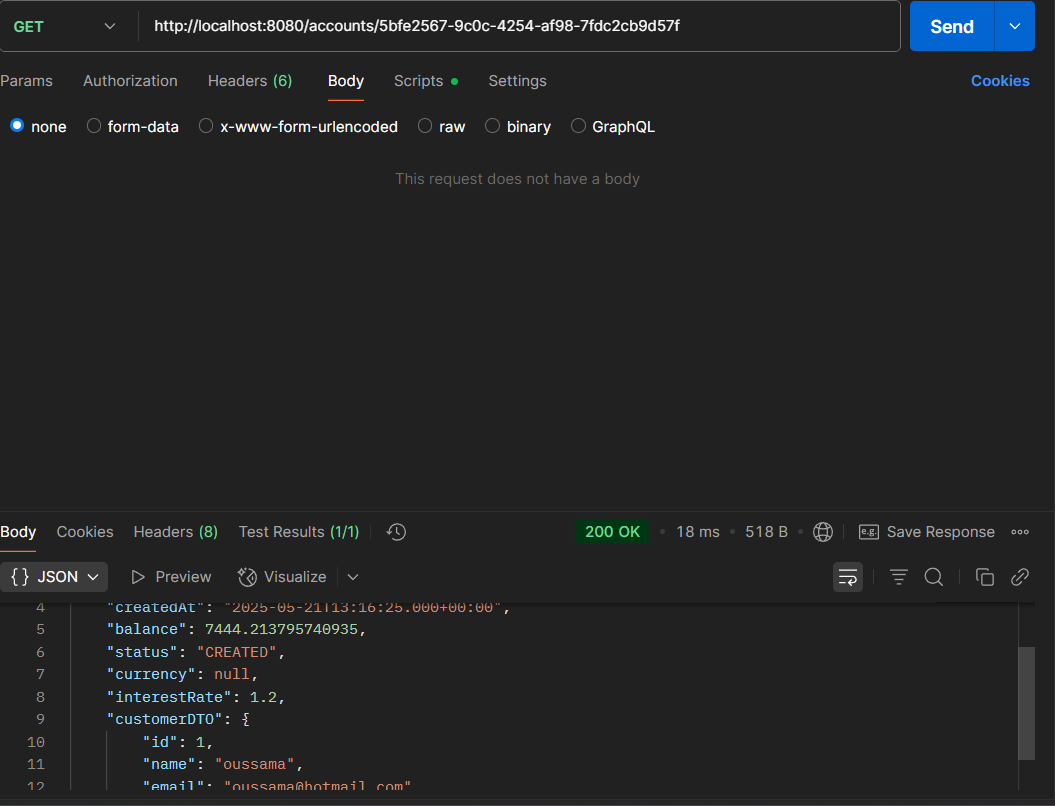 GET http://localhost:8080/accounts/5bfe2567-9c0c-4254-af98-7fdc2cb9d57f Send
Params Authorization Headers (6) Body Scripts Settings Cookies
none form-data x-www-form-urlencoded raw binary GraphQL
This request does not have a body
Body Cookies Headers (8) Test Results (1/1) 200 OK 18 ms 518 B e.g. Save Response
{} JSON Preview Visualize
4 "createdAt": "2025-05-21T13:16:25.000+00:00",
5 "balance": 7444.213795740935,
6 "status": "CREATED",
7 "currency": null,
8 "interestRate": 1.2,
9 "customerDTO": {
10 "id": 1,
11 "name": "oussama",
12 "email": "oussama@hotmail.com"